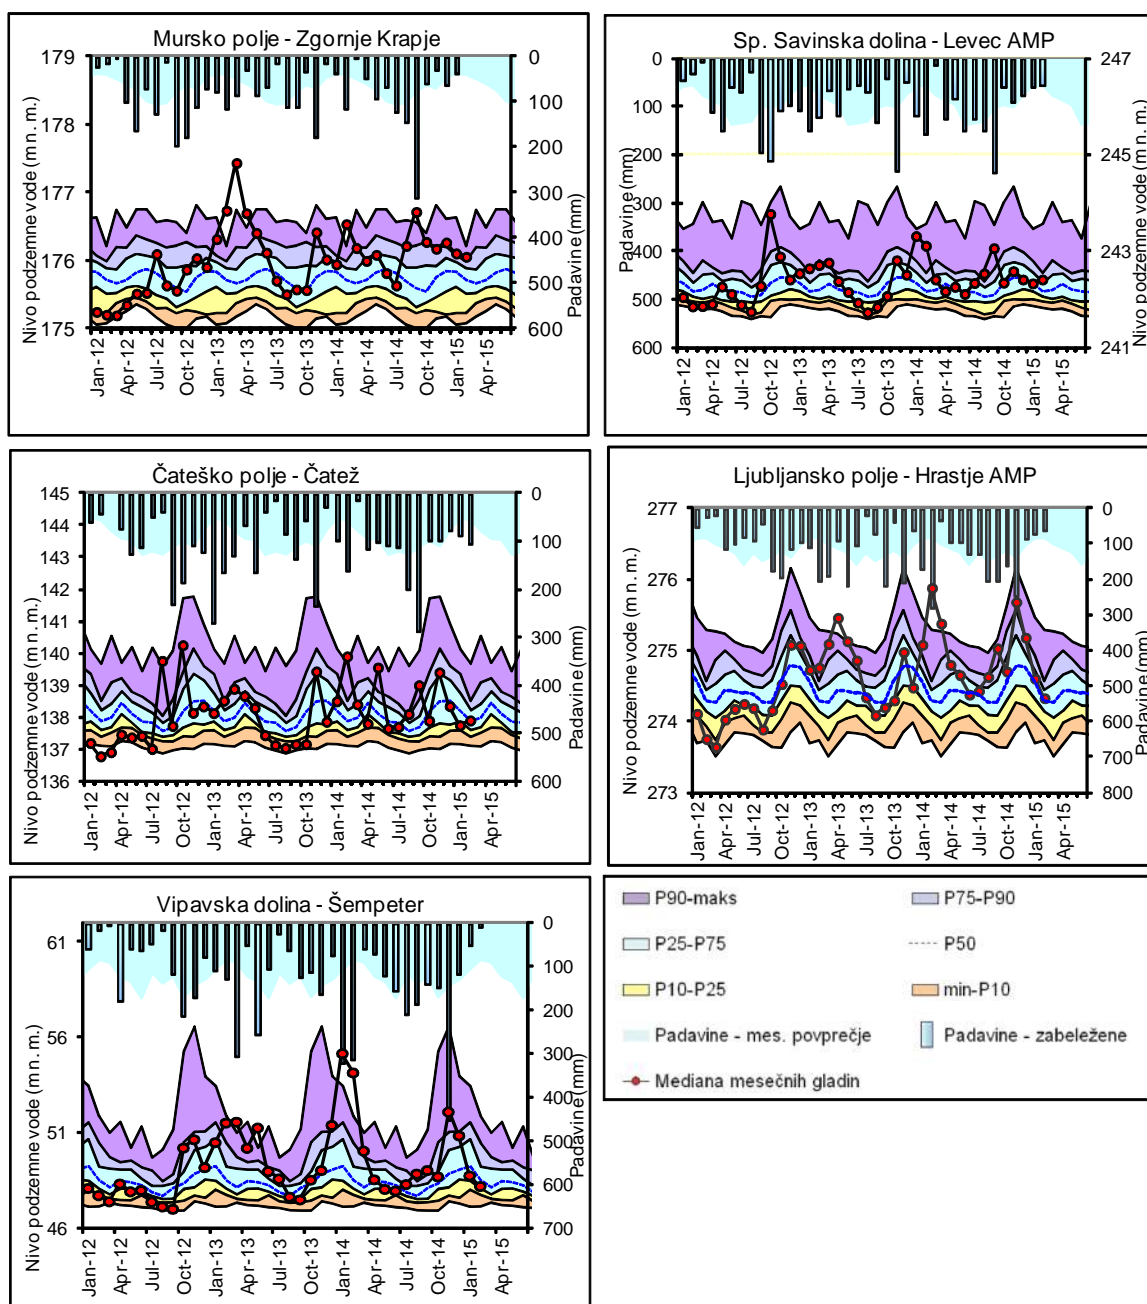 Mursko polje - Zgornje Krapje
Nivo podzemne vode (m n. m.)
179
178
177
176
175
0
100
200
300
400
500
600
Padavine (mm)
Jan-12
Apr-12
Jul-12
Oct-12
Jan-13
Apr-13
Jul-13
Oct-13
Jan-14
Apr-14
Jul-14
Oct-14
Jan-15
Apr-15
Sp. Savinska dolina - Levec AMP
Padavine (mm)
0
100
200
300
400
500
600
247
245
243
241
Nivo podzemne vode (m n. m.)
Jan-12
Apr-12
Jul-12
Oct-12
Jan-13
Apr-13
Jul-13
Oct-13
Jan-14
Apr-14
Jul-14
Oct-14
Jan-15
Apr-15
Čateško polje - Čatež
Nivo podzemne vode (m n. m.)
145
144
143
142
141
140
139
138
137
136
0
100
200
300
400
500
600
Padavine (mm)
Jan-12
Apr-12
Jul-12
Oct-12
Jan-13
Apr-13
Jul-13
Oct-13
Jan-14
Apr-14
Jul-14
Oct-14
Jan-15
Apr-15
Ljubljansko polje - Hrastje AMP
Nivo podzemne vode (m n. m.)
277
276
275
274
273
0
100
200
300
400
500
600
700
800
Padavine (mm)
Jan-12
Apr-12
Jul-12
Oct-12
Jan-13
Apr-13
Jul-13
Oct-13
Jan-14
Apr-14
Jul-14
Oct-14
Jan-15
Apr-15
Vipavska dolina - Šempeter
Nivo podzemne vode (m n. m.)
61
56
51
46
0
100
200
300
400
500
600
700
Padavine (mm)
Jan-12
Apr-12
Jul-12
Oct-12
Jan-13
Apr-13
Jul-13
Oct-13
Jan-14
Apr-14
Jul-14
Oct-14
Jan-15
Apr-15
P90-maks
P75-P90
P25-P75
P50
P10-P25
min-P10
Padavine - mes. povprečje
Padavine - zabeležene
Mediana mesečnih gladin